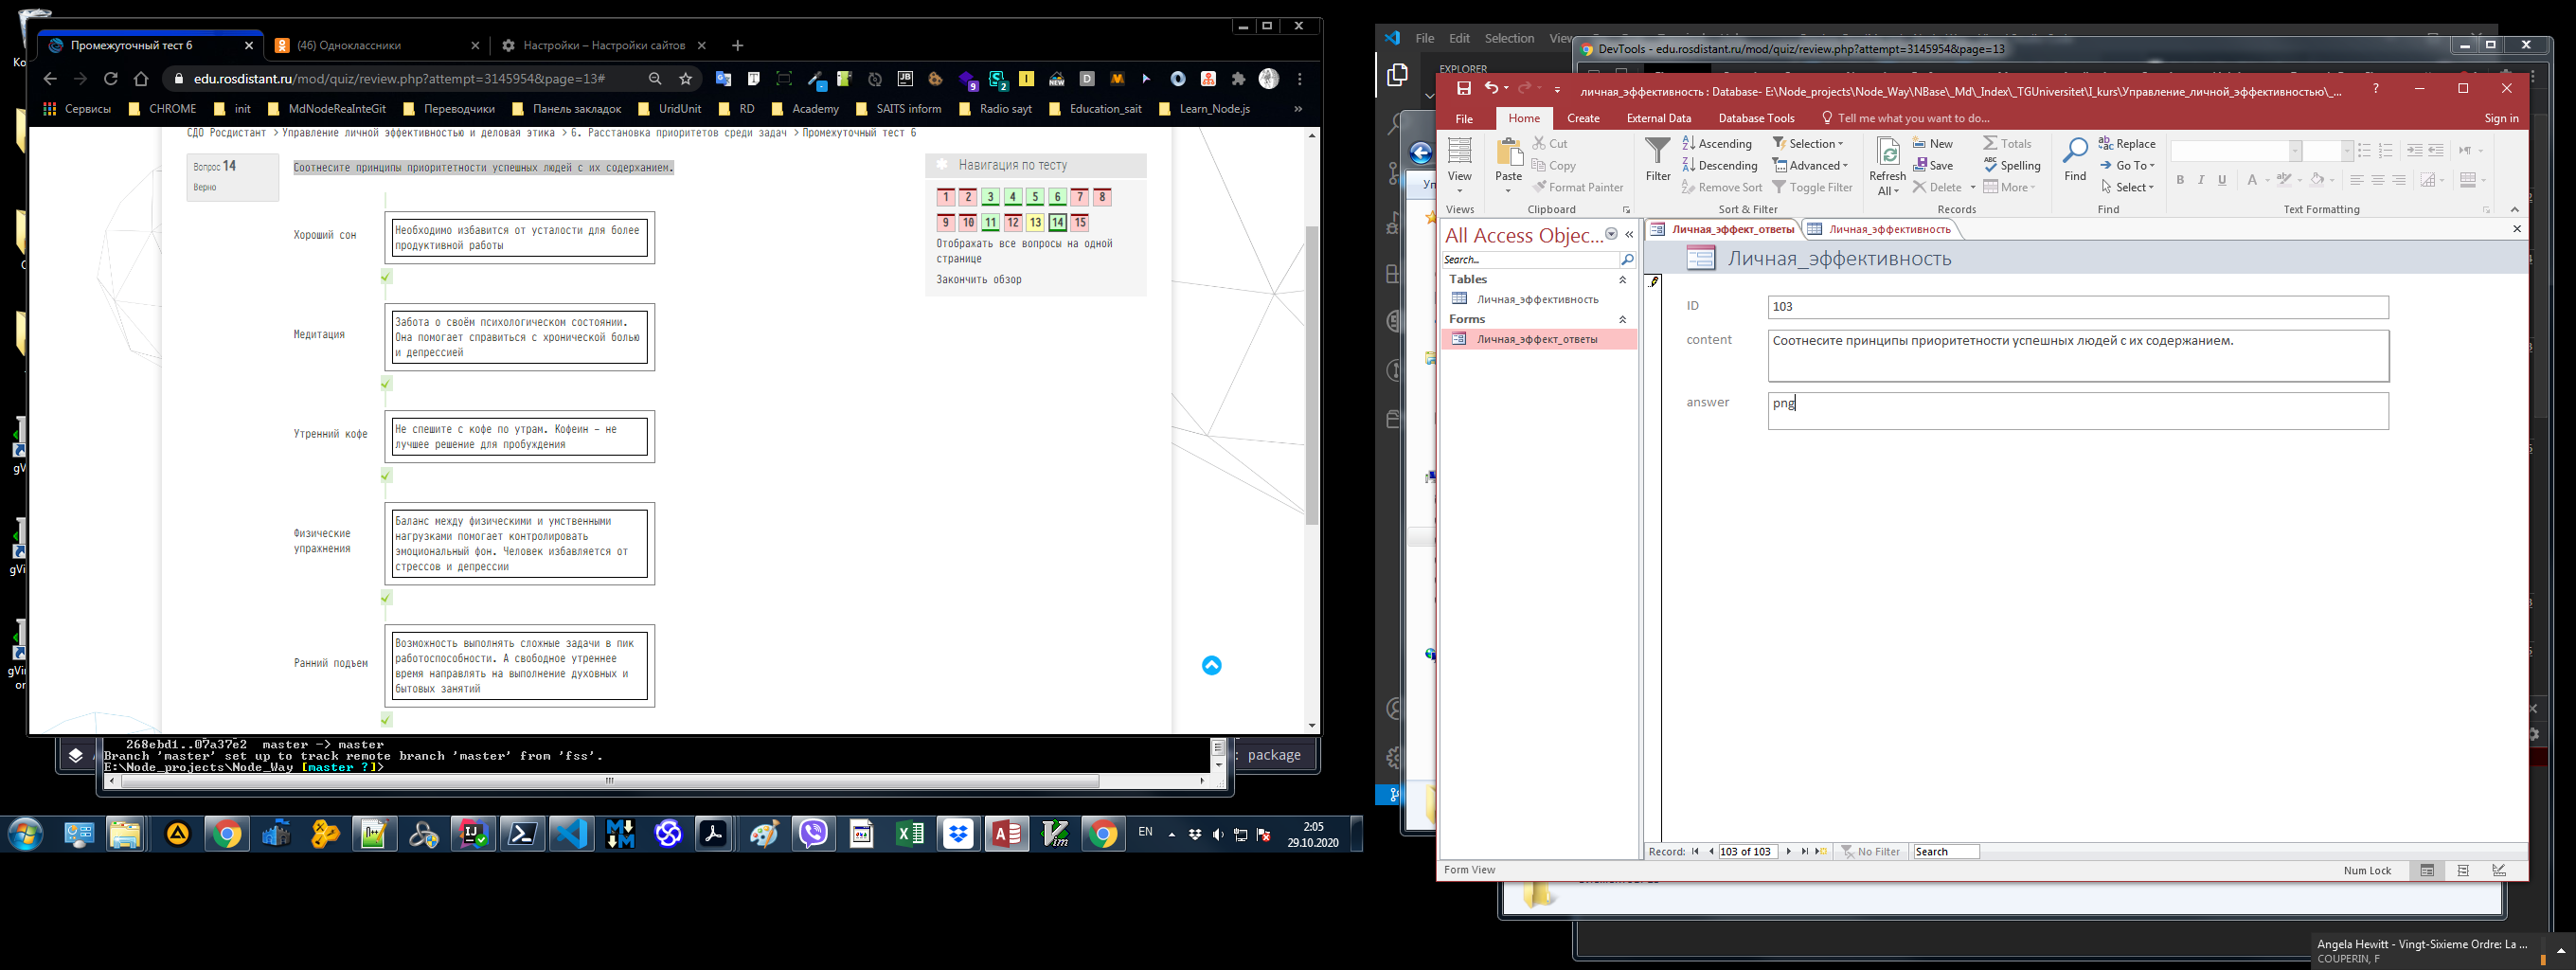 Промежуточный тест 6
(46) Одноклассники
Настройки – Настройки сайтов
edu.rosdistant.ru/mod/quiz/review.php?attempt=3145954&page=13#
Сервисы CHROME init MdNodeReaInteGit Переводчики Панель закладок UridUnit RD Academy SAITS inform Radio sayt Education_sait Learn_Node.js »
СДО Росдистант > Управление личной эффективностью и деловая этика > 6. Расстановка приоритетов среди задач > Промежуточный тест 6
Вопрос 14
Верно
Соотнесите принципы приоритетности успешных людей с их содержанием.
Хороший сон
Необходимо избавится от усталости для более
продуктивной работы
Медитация
Забота о своём психологическом состоянии.
Она помогает справиться с хронической болью
и депрессией
Утренний кофе
Не спешите с кофе по утрам. Кофеин – не
лучшее решение для пробуждения
Физические
упражнения
Баланс между физическими и умственными
нагрузками помогает контролировать
эмоциональный фон. Человек избавляется от
стрессов и депрессии
Ранний подъем
Возможность выполнять сложные задачи в пик
работоспособности. А свободное утреннее
время направлять на выполнение духовных и
бытовых занятий
Навигация по тесту
1 2 3 4 5 6 7 8
9 10 11 12 13 14 15
Отображать все вопросы на одной
странице
Закончить обзор
268ebd1..07a37e2 master -> master
Branch 'master' set up to track remote branch 'master' from 'fss'.
E:\Node_projects\Node_Way [master ?]>
: package
EN
2:05
29.10.2020
File Edit Selection
EXPLORER
DevTools - edu.rosdistant.ru/mod/quiz/review.php?attempt=3145954&page=13
личная_эффективность : Database- E:\Node_projects\Node_Way\NBase\_Md\_Index\_TGUniversitet\I_kurs\Управление_личной_эффективностью\_...
File Home Create External Data Database Tools Tell me what you want to do... Sign in
View
Views
Paste
Cut
Copy
Format Painter
Clipboard
Filter
Ascending
Descending
Remove Sort
Selection
Advanced
Toggle Filter
Sort & Filter
Refresh
All
New
Save
Delete
Totals
Spelling
More
Records
Find
Replace
Go To
Select
Find
B I U A
Text Formatting
All Access Objec...
Search...
Tables
Личная_эффективность
Forms
Личная_эффект_ответы
Личная_эффект_ответы
Личная_эффективность
Личная_эффективность
ID
103
content
Соотнесите принципы приоритетности успешных людей с их содержанием.
answer
png
Record: 103 of 103 No Filter Search
Form View
Num Lock
Angela Hewitt - Vingt-Sixieme Ordre: La ...
COUPERIN, F